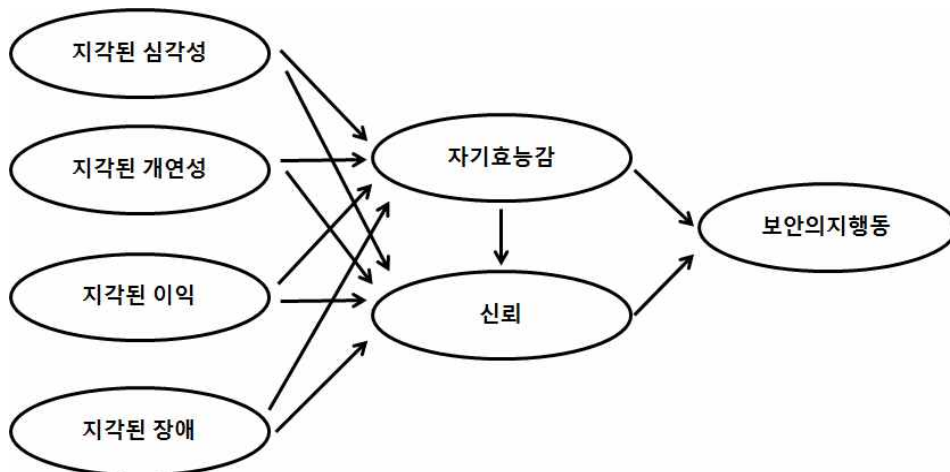 지각된 심각성
지각된 개연성
지각된 이익
지각된 장애
자기효능감
신뢰
보안의지행동